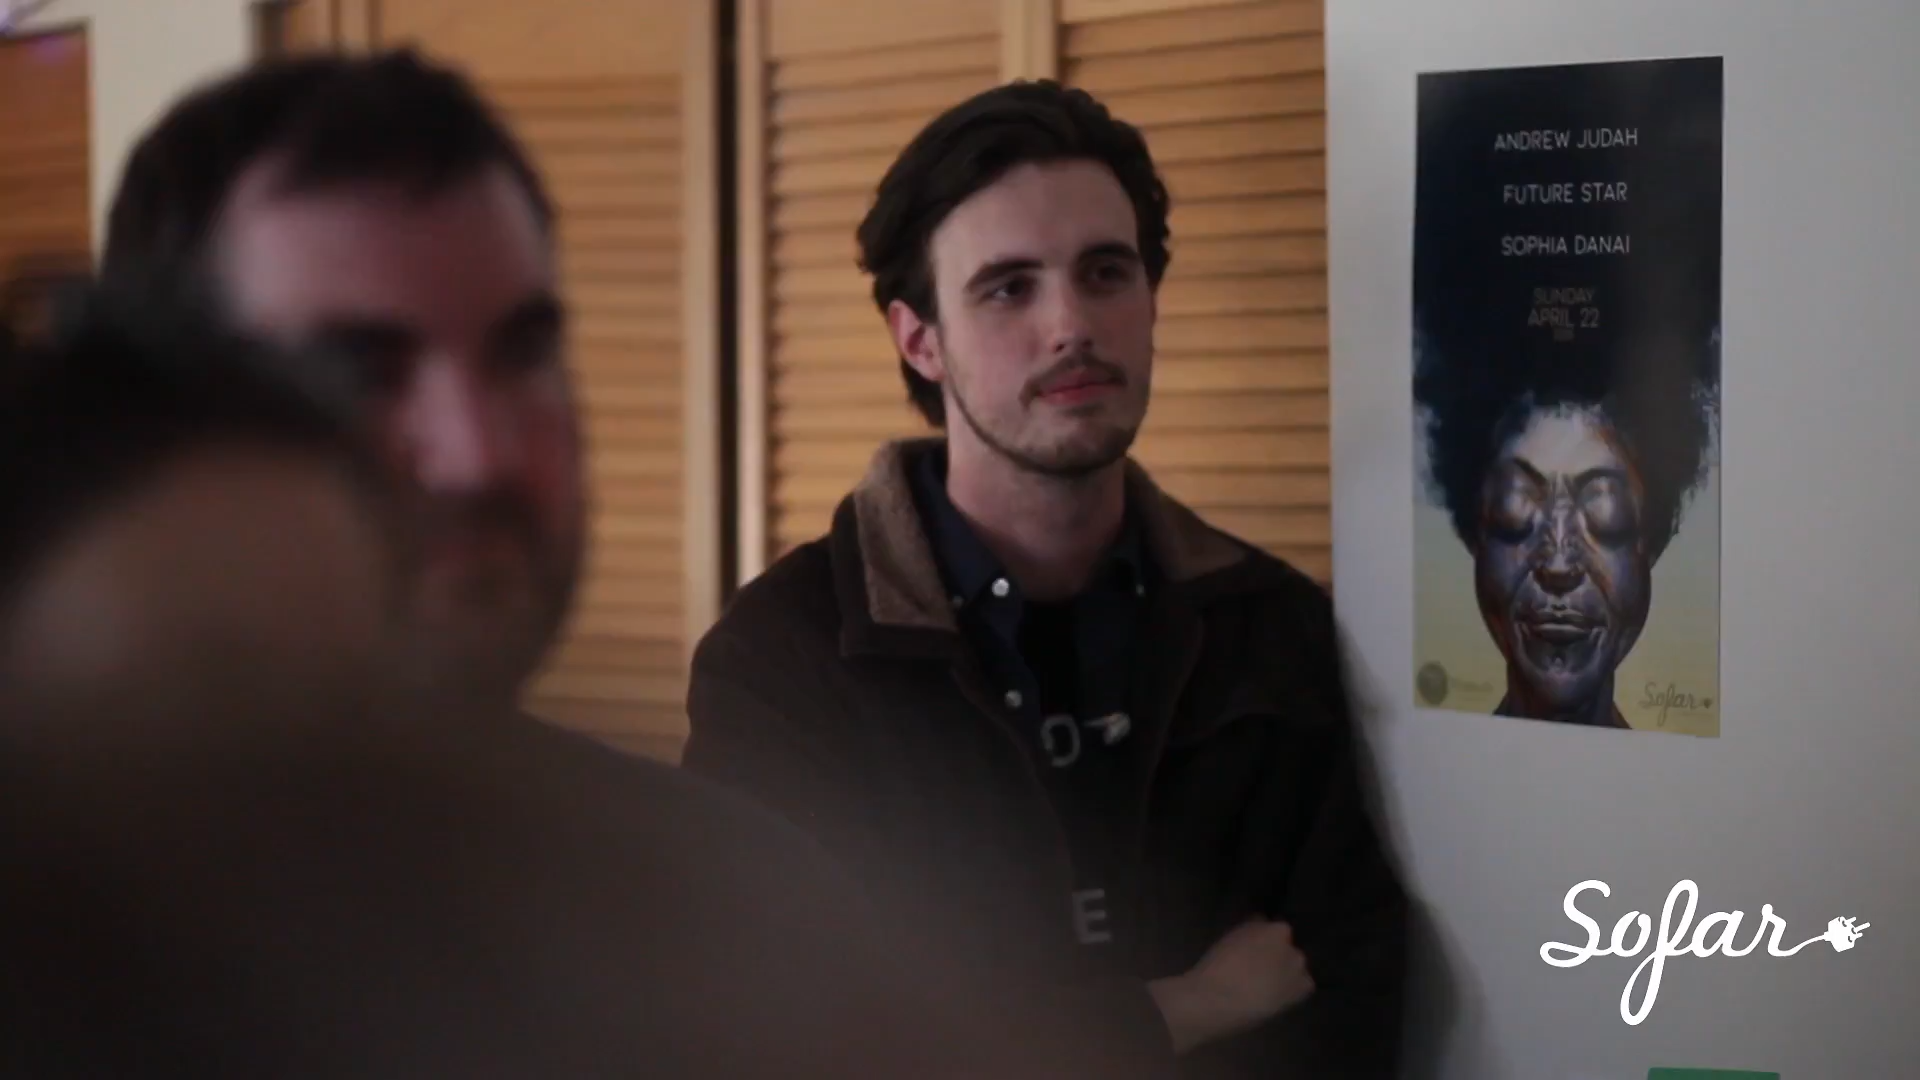 ANDREW JUDAH
FUTURE STAR
SOPHIA DANAI
SUNDAY
APRIL 22
Sofar
O
E
Sofar